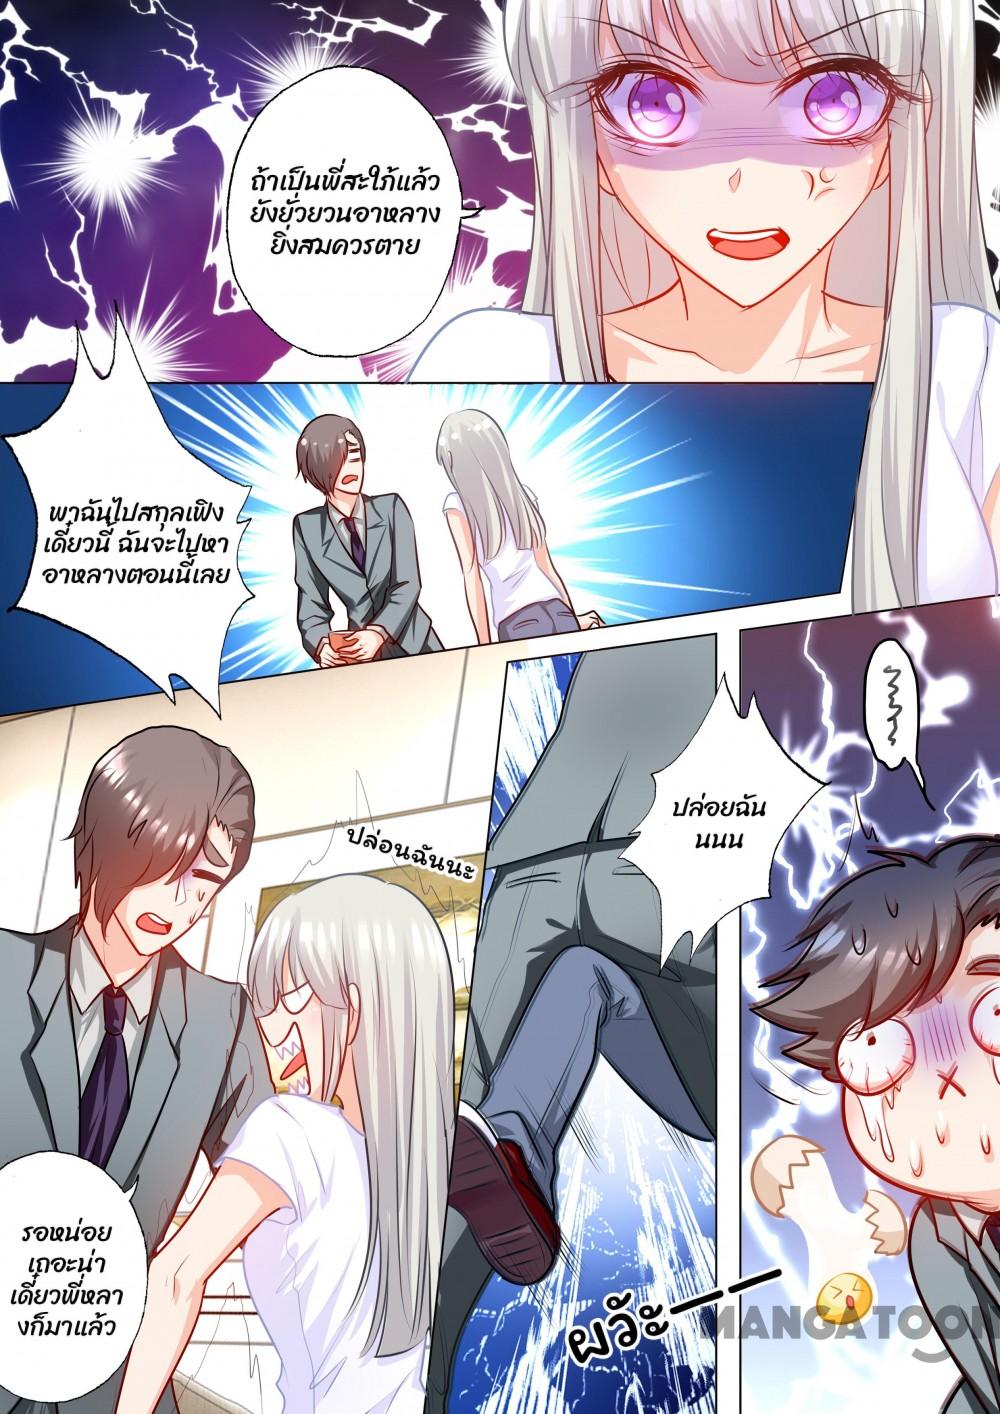 ถ้าเป็นพี่สะใภ้แล้ว
ยังยั่วยวนอาหลาง
ยิ่งสมควรตาย
พาฉันไปสกุลเฟิง
เดี๋ยวนี้ ฉันจะไปหา
อาหลางตอนนี้เลย
ปล่อยฉัน
นนน
ปล่อนฉันนะ
รอหน่อย
เถอะน่า
เดี๋ยวพี่หลา
งก็มาแล้ว
ผวัะ——
MANGATOON